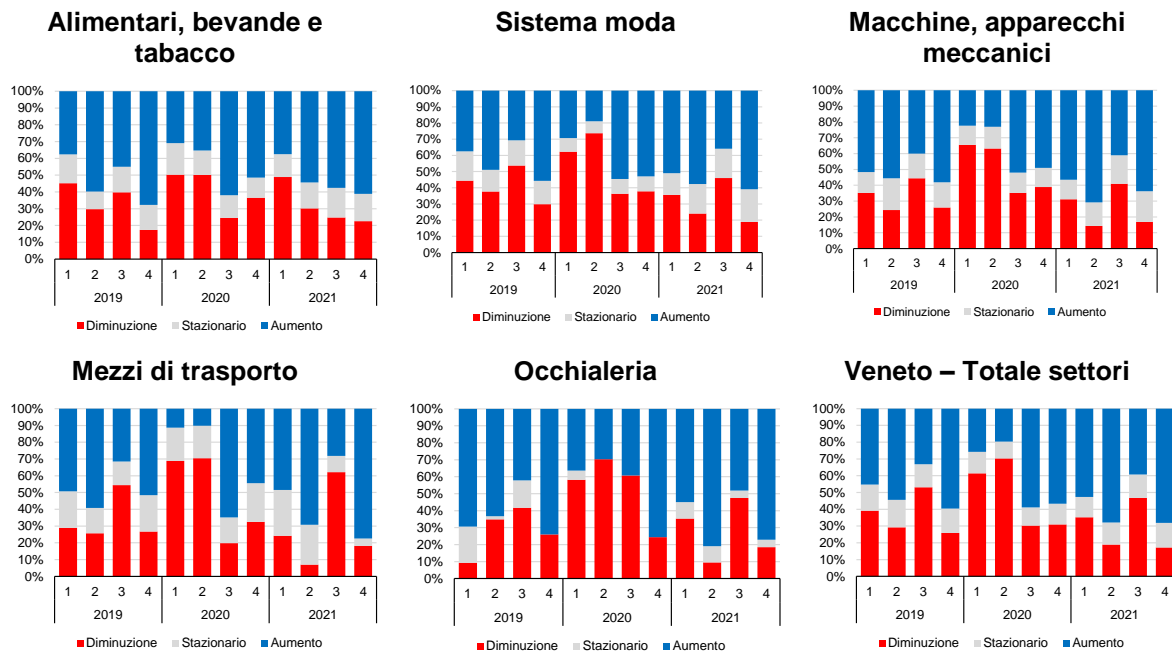 Alimentari, bevande e
tabacco
100%
90%
80%
70%
60%
50%
40%
30%
20%
10%
0%
1 2 3 4 1 2 3 4 1 2 3 4
2019 2020 2021
Diminuzione Stazionario Aumento
Sistema moda
100%
90%
80%
70%
60%
50%
40%
30%
20%
10%
0%
1 2 3 4 1 2 3 4 1 2 3 4
2019 2020 2021
Diminuzione Stazionario Aumento
Macchine, apparecchi
meccanici
100%
90%
80%
70%
60%
50%
40%
30%
20%
10%
0%
1 2 3 4 1 2 3 4 1 2 3 4
2019 2020 2021
Diminuzione Stazionario Aumento
Mezzi di trasporto
100%
90%
80%
70%
60%
50%
40%
30%
20%
10%
0%
1 2 3 4 1 2 3 4 1 2 3 4
2019 2020 2021
Diminuzione Stazionario Aumento
Occhialeria
100%
90%
80%
70%
60%
50%
40%
30%
20%
10%
0%
1 2 3 4 1 2 3 4 1 2 3 4
2019 2020 2021
Diminuzione Stazionario Aumento
Veneto – Totale settori
100%
90%
80%
70%
60%
50%
40%
30%
20%
10%
0%
1 2 3 4 1 2 3 4 1 2 3 4
2019 2020 2021
Diminuzione Stazionario Aumento